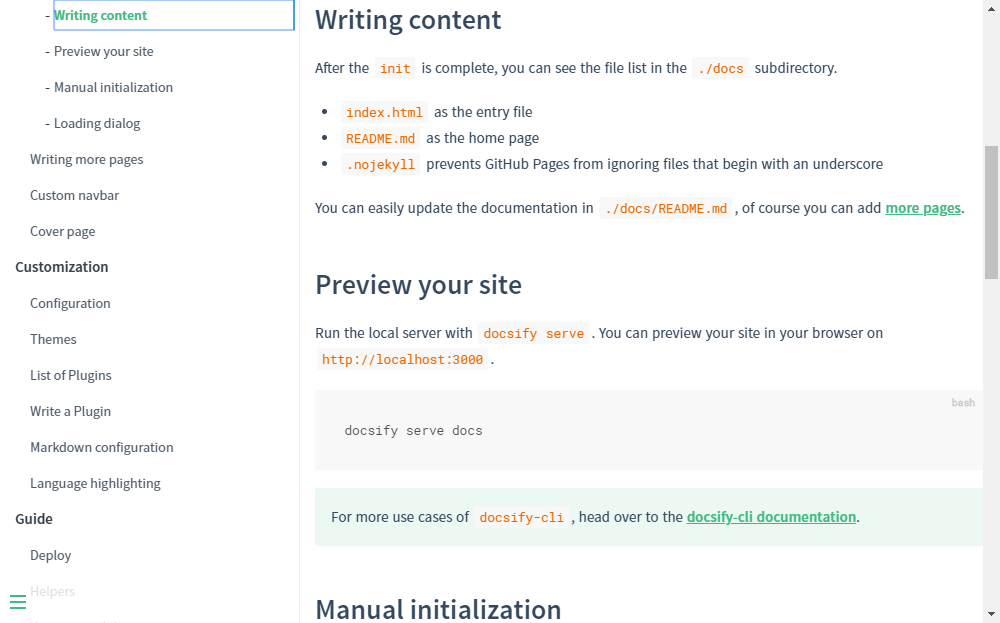 - Writing content
- Preview your site
- Manual initialization
- Loading dialog
Writing more pages
Custom navbar
Cover page
Customization
Configuration
Themes
List of Plugins
Write a Plugin
Markdown configuration
Language highlighting
Guide
Deploy
Helpers
Writing content
After the init is complete, you can see the file list in the ./docs subdirectory.
• index.html as the entry file
• README.md as the home page
• .nojekyll prevents GitHub Pages from ignoring files that begin with an underscore
You can easily update the documentation in ./docs/README.md , of course you can add more pages.
Preview your site
Run the local server with docsify serve . You can preview your site in your browser on
http://localhost:3000 .
bash
docsify serve docs
For more use cases of docsify-cli , head over to the docsify-cli documentation.
Manual initialization